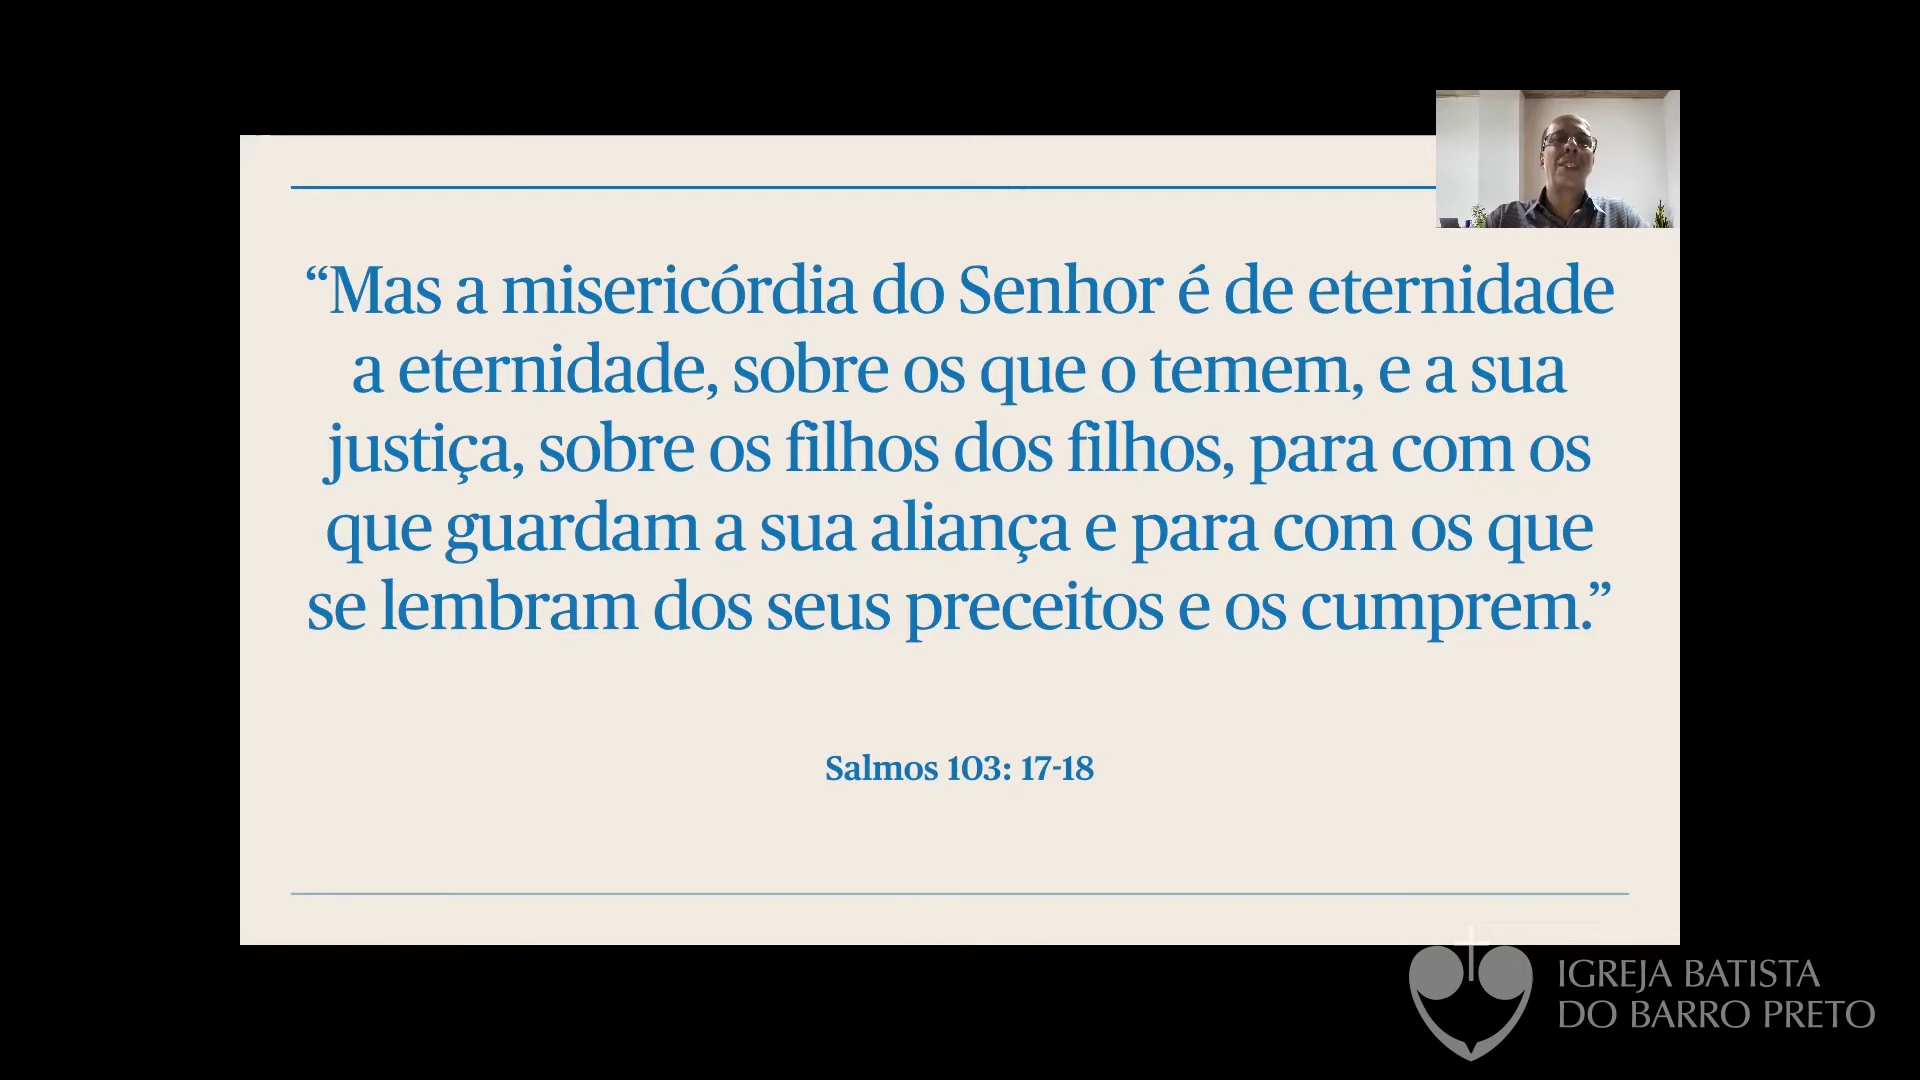 “Mas a misericórdia do Senhor é de eternidade
a eternidade, sobre os que o temem, e a sua
justiça, sobre os filhos dos filhos, para com os
que guardam a sua aliança e para com os que
se lembram dos seus preceitos e os cumprem.”
Salmos 103: 17-18
IGREJA BATISTA
DO BARRO PRETO